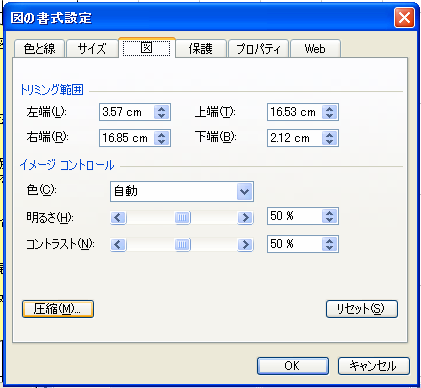 図の書式設定
色と線 サイズ 図 保護 プロパティ Web
トリミング範囲
左端(L): 3.57 cm 上端(T): 16.53 cm
右端(R): 16.85 cm 下端(B): 2.12 cm
イメージ コントロール
色(C): 自動
明るさ(H): 50 %
コントラスト(N): 50 %
圧縮(M)... リセット(S)
OK キャンセル